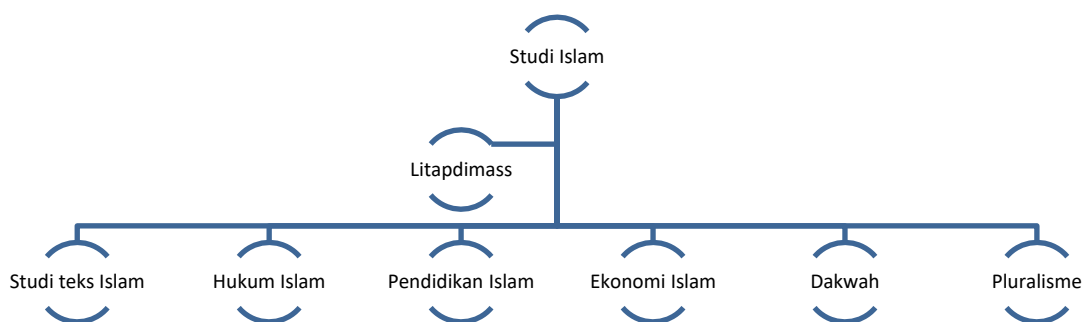 Studi Islam
Litapdimass
Studi teks Islam
Hukum Islam
Pendidikan Islam
Ekonomi Islam
Dakwah
Pluralisme